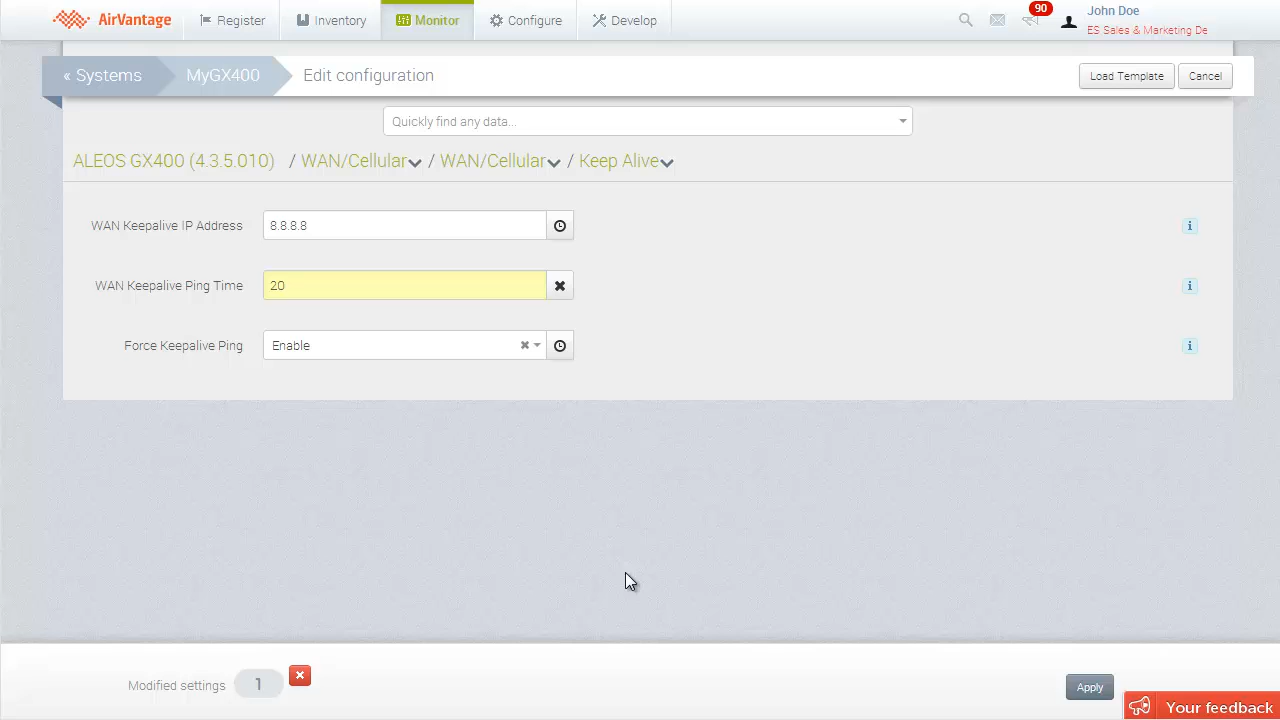 AirVantage Register Inventory Monitor Configure Develop 90 John Doe
ES Sales & Marketing De
« Systems MyGX400 Edit configuration Load Template Cancel
Quickly find any data...
ALEOS GX400 (4.3.5.010) / WAN/Cellular / WAN/Cellular / Keep Alive
WAN Keepalive IP Address 8.8.8.8 i
WAN Keepalive Ping Time 20 i
Force Keepalive Ping Enable i
Modified settings 1 Apply
Your feedback